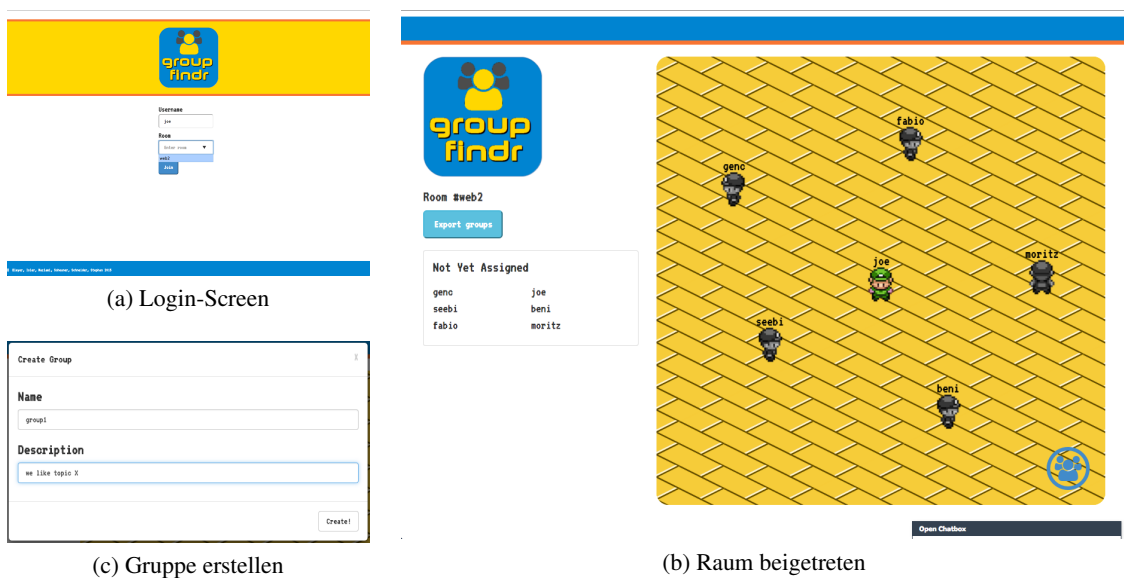 group
findr
Username
joe
Room
Enter room
web2
Join
(a) Login-Screen
Create Group
X
Name
group1
Description
we like topic X
Create!
(c) Gruppe erstellen
group
findr
Room #web2
Export groups
Not Yet Assigned
genc joe
seebi beni
fabio moritz
fabio
genc
joe
moritz
seebi
beni
Open Chatbox
(b) Raum beigetreten